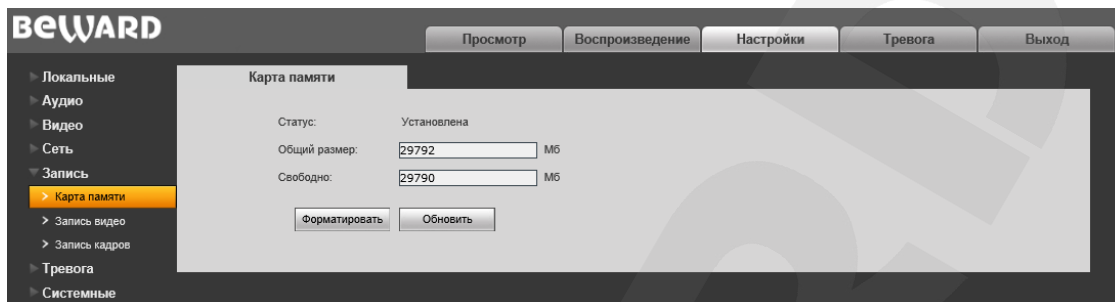 BEWARD
Просмотр Воспроизведение Настройки Тревога Выход
Локальные
Аудио
Видео
Сеть
Запись
Карта памяти
Запись видео
Запись кадров
Тревога
Системные
Карта памяти
Статус: Установлена
Общий размер: 29792 Мб
Свободно: 29790 Мб
Форматировать Обновить